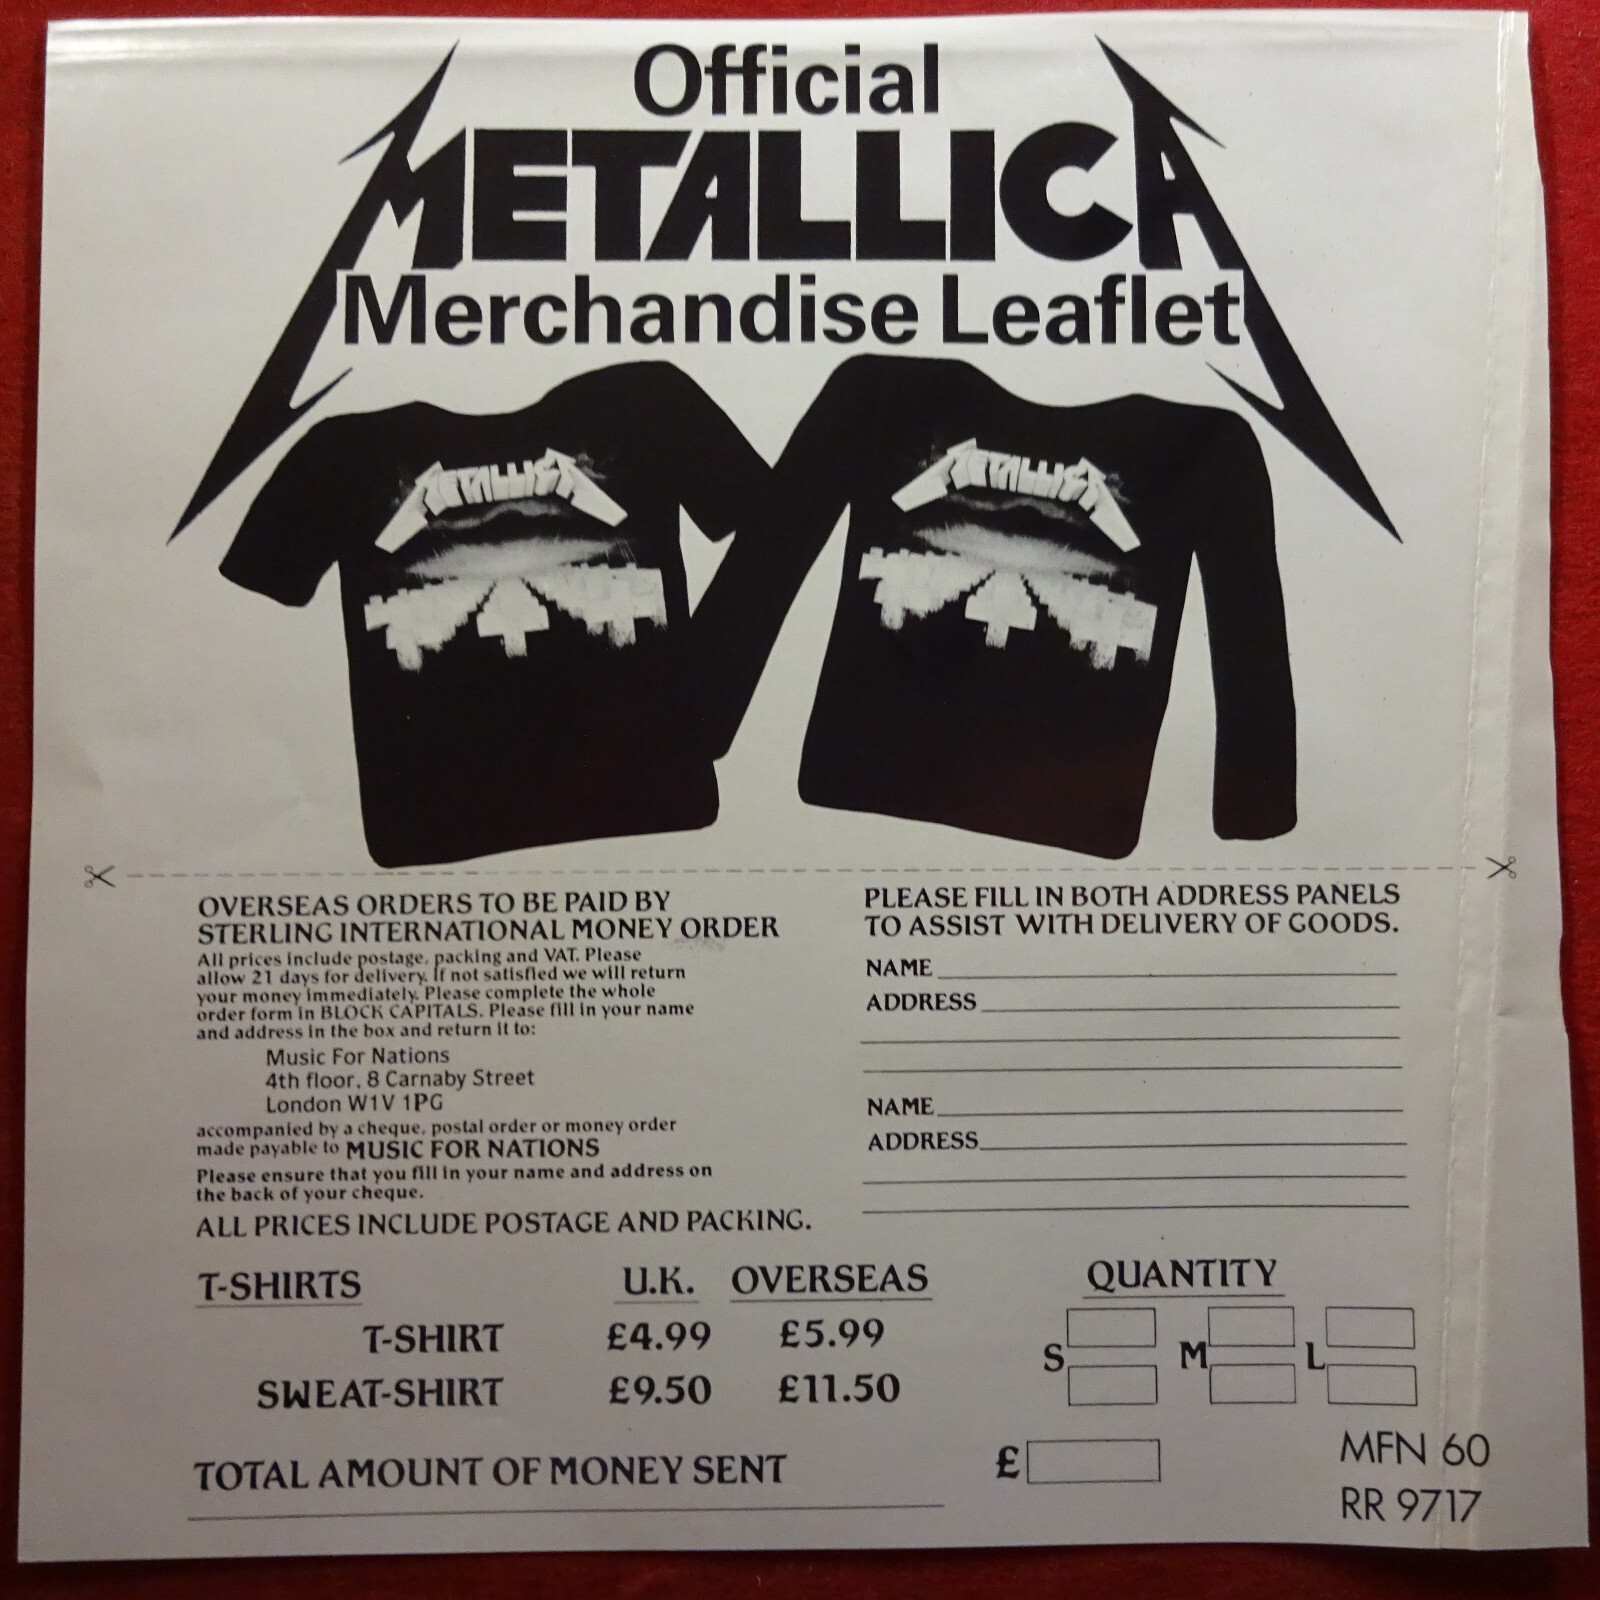 Official
METALLICA
Merchandise Leaflet
METALLICA
METALLICA
OVERSEAS ORDERS TO BE PAID BY
STERLING INTERNATIONAL MONEY ORDER
All prices include postage, packing and VAT. Please
allow 21 days for delivery. If not satisfied we will return
your money immediately. Please complete the whole
order form in BLOCK CAPITALS. Please fill in your name
and address in the box and return it to:
Music For Nations
4th floor, 8 Carnaby Street
London W1V 1PG
accompanied by a cheque, postal order or money order
made payable to MUSIC FOR NATIONS
Please ensure that you fill in your name and address on
the back of your cheque.
ALL PRICES INCLUDE POSTAGE AND PACKING.
PLEASE FILL IN BOTH ADDRESS PANELS
TO ASSIST WITH DELIVERY OF GOODS.
NAME
ADDRESS
NAME
ADDRESS
T-SHIRTS U.K. OVERSEAS QUANTITY
T-SHIRT £4.99 £5.99
SWEAT-SHIRT £9.50 £11.50
S M L
TOTAL AMOUNT OF MONEY SENT £
MFN 60
RR 9717